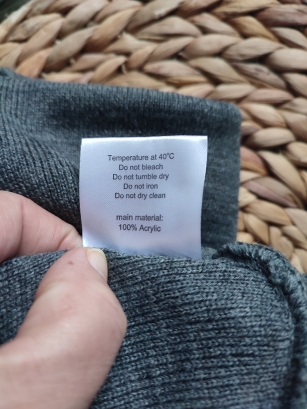 Temperature at 40℃
Do not bleach
Do not tumble dry
Do not iron
Do not dry clean
main material:
100% Acrylic